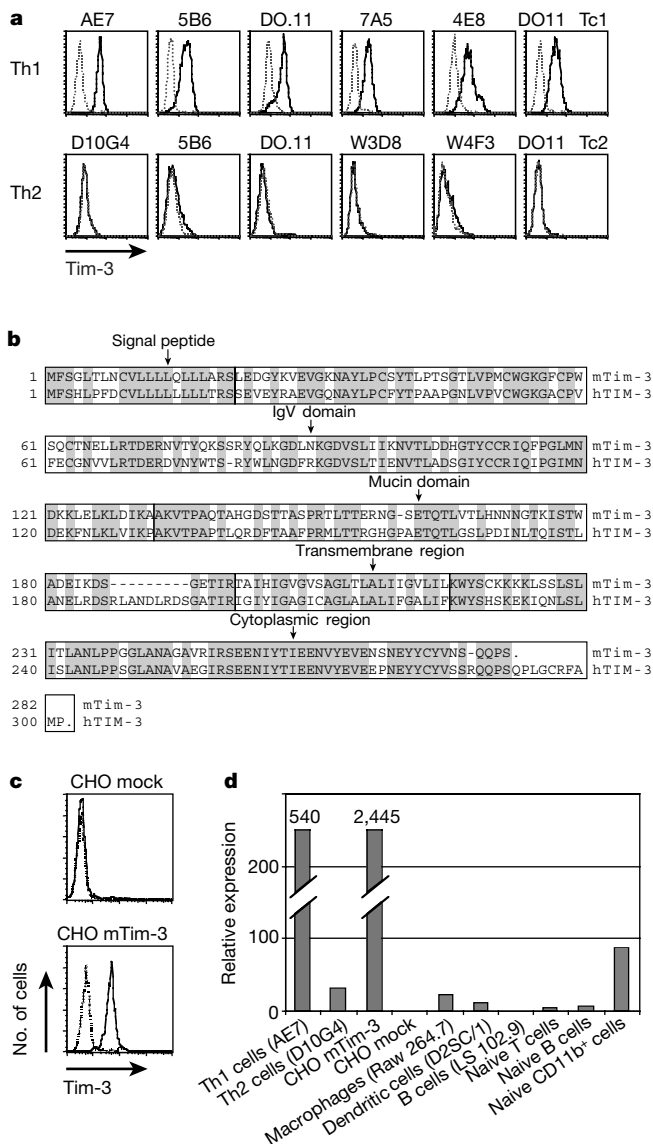 a
AE7 5B6 DO.11 7A5 4E8 DO11 Tc1
Th1
D10G4 5B6 DO.11 W3D8 W4F3 DO11 Tc2
Th2
Tim-3
b
Signal peptide
1 MFSGLTLNCVLLLLQLLLARSLEDGYKVEVGKNAYLPCSYTLPTSGTLVPMCWGKGFCPW mTim-3
1 MFSHLPFDCVLLLLLLLLTRSSEVEYRAEVGQNAYLPCFYTPAAPGNLVPVCWGKGACPV hTIM-3
IgV domain
61 SQCTNELLRTDERNVTYQKSSRYQLKGDLNKGDVSLIIKNVTLDDHGTYCCRIQFPGLMN mTim-3
61 FECGNVVLRTDERDVNYWTS-RYWLNGDFRKGDVSLTIENVTLADSGIYCCRIQIPGIMN hTIM-3
Mucin domain
121 DKKLELKLDIKAAKVTPAQTAHGDSTTASPRTLTTERNG-SETQTLVTLHNNNGTKISTW mTim-3
120 DEKFNLKLVIKPAKVTPAPTLQRDFTAAFPRMLTTRGHGPAETQTLGSLPDINLTQISTL hTIM-3
Transmembrane region
180 ADEIKDS---------GETIRTAIHIGVGVSAGLTLALIIGVLILKWYSCKKKKLSSLSL mTim-3
180 ANELRDSRLANDLRDSGATIRIGIYIGAGICAGLALALIFGALIFKWYSHSKEKIQNLSL hTIM-3
Cytoplasmic region
231 ITLANLPPGGLANAGAVRIRSEENIYTIEENVYEVENSNEYYCYVNS-QQPS. mTim-3
240 ISLANLPPSGLANAVAEGIRSEENIYTIEENVYEVEEPNEYYCYVSSRQQPSQPLGCRFA hTIM-3
282 mTim-3
300 MP. hTIM-3
c
CHO mock
CHO mTim-3
No. of cells
Tim-3
d
540 2,445
Relative expression
200
100
0
Th1 cells (AE7)
Th2 cells (D10G4)
CHO mTim-3
CHO mock
Macrophages (Raw 264.7)
Dendritic cells (D2SC/1)
B cells (LS 102.9)
Naive T cells
Naive B cells
Naive CD11b+ cells